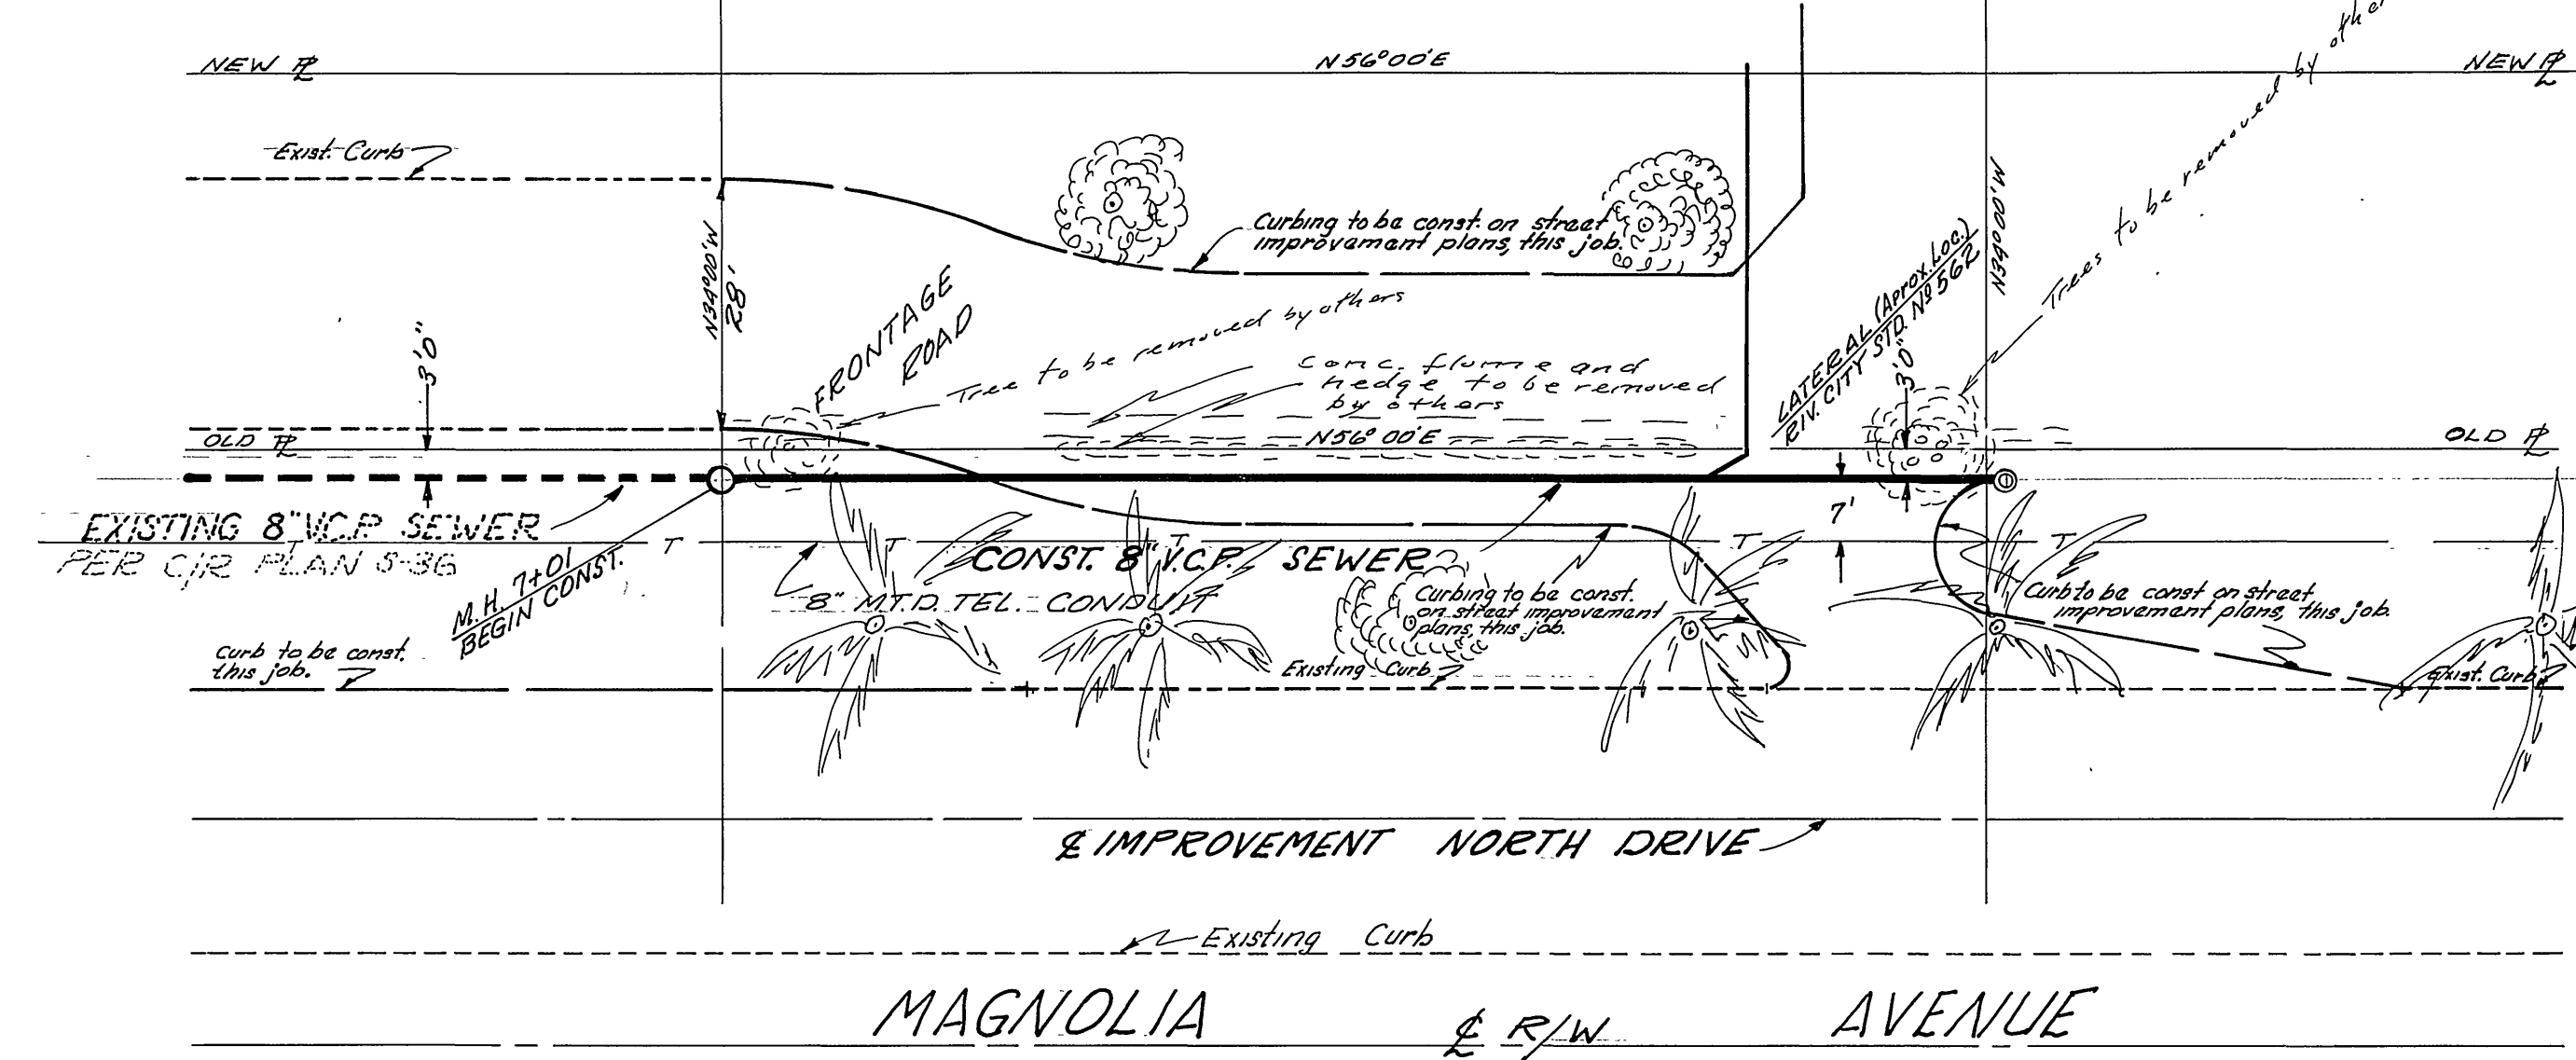 NEW ⅊
N56°00'E
NEW ⅊
Exist. Curb
Trees to be removed by other
N34°00'W
28'
Curbing to be const. on street
improvement plans, this job.
N34°00'W
FRONTAGE
ROAD
Tree to be removed by others
conc. flume and
hedge to be removed
by others
LATERAL (Aprox. Loc.)
RIV. CITY STD. Nº 562
3'0"
3'0"
OLD ⅊
N56°00'E
OLD ⅊
7'
EXISTING 8" V.C.P. SEWER
PER C/R PLAN S-36
T
T
T
T
T
CONST. 8" V.C.P. SEWER
M.H. 7+01
BEGIN CONST.
8" M.T.D. TEL. CONDUIT
Curbing to be const.
on street improvement
plans, this job.
Curb to be const on street
improvement plans, this job.
Curb to be const.
this job.
Existing Curb
Exist. Curb
℄ IMPROVEMENT NORTH DRIVE
Existing Curb
MAGNOLIA AVENUE
℄ R/W